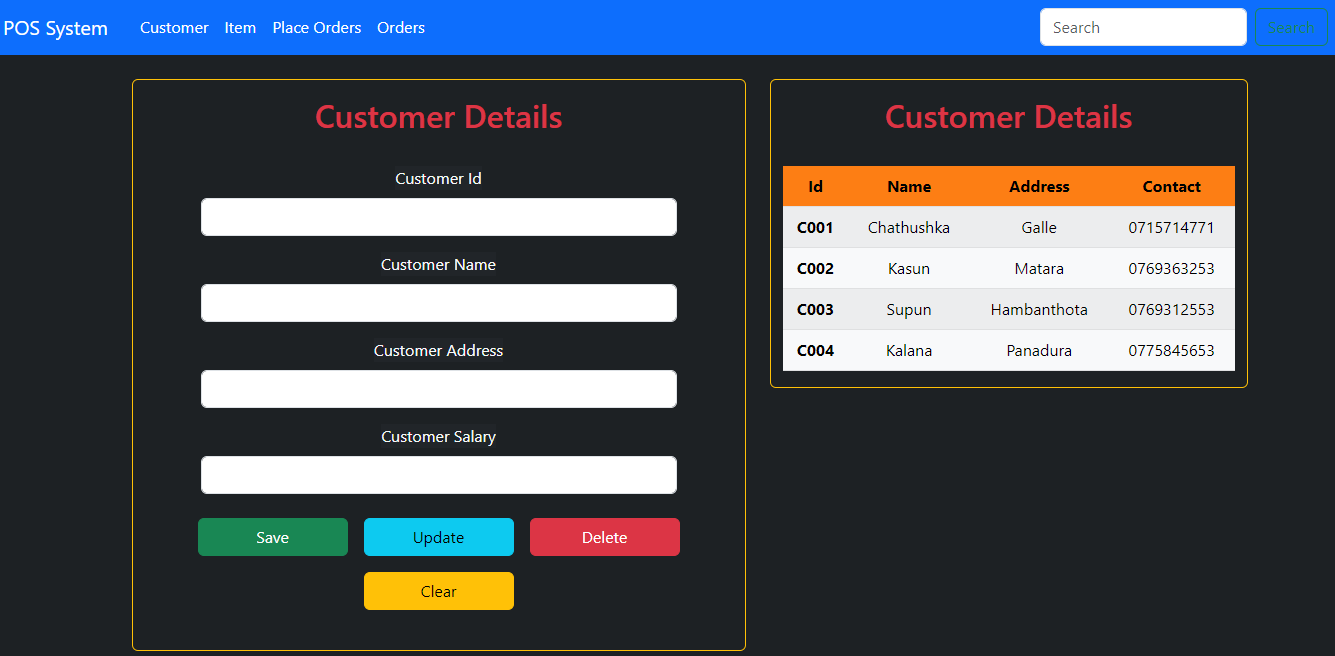 POS System Customer Item Place Orders Orders Search Search
Customer Details
Customer Id
Customer Name
Customer Address
Customer Salary
Save Update Delete
Clear
Customer Details
Id Name Address Contact
C001 Chathushka Galle 0715714771
C002 Kasun Matara 0769363253
C003 Supun Hambanthota 0769312553
C004 Kalana Panadura 0775845653